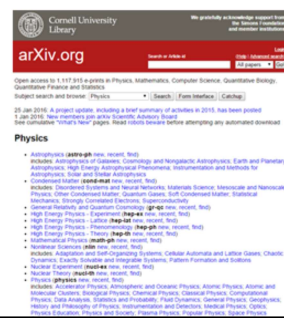 Cornell University
Library
We gratefully acknowledge support from
the Simons Foundation
and member institutions
arXiv.org
Search or Article-id
(Help | Advanced search)
All papers
Go!
Open access to 1,117,915 e-prints in Physics, Mathematics, Computer Science, Quantitative Biology,
Quantitative Finance and Statistics
Subject search and browse: Physics Search Form Interface Catchup
25 Jan 2016: A project update, including a brief summary of activities in 2015, has been posted
1 Jan 2016: New members join arXiv Scientific Advisory Board
See cumulative "What's New" pages. Read robots beware before attempting any automated download
Physics
Astrophysics (astro-ph new, recent, find)
includes: Astrophysics of Galaxies; Cosmology and Nongalactic Astrophysics; Earth and Planetary
Astrophysics; High Energy Astrophysical Phenomena; Instrumentation and Methods for
Astrophysics; Solar and Stellar Astrophysics
Condensed Matter (cond-mat new, recent, find)
includes: Disordered Systems and Neural Networks; Materials Science; Mesoscale and Nanoscale
Physics; Other Condensed Matter; Quantum Gases; Soft Condensed Matter; Statistical
Mechanics; Strongly Correlated Electrons; Superconductivity
General Relativity and Quantum Cosmology (gr-qc new, recent, find)
High Energy Physics - Experiment (hep-ex new, recent, find)
High Energy Physics - Lattice (hep-lat new, recent, find)
High Energy Physics - Phenomenology (hep-ph new, recent, find)
High Energy Physics - Theory (hep-th new, recent, find)
Mathematical Physics (math-ph new, recent, find)
Nonlinear Sciences (nlin new, recent, find)
includes: Adaptation and Self-Organizing Systems; Cellular Automata and Lattice Gases; Chaotic
Dynamics; Exactly Solvable and Integrable Systems; Pattern Formation and Solitons
Nuclear Experiment (nucl-ex new, recent, find)
Nuclear Theory (nucl-th new, recent, find)
Physics (physics new, recent, find)
includes: Accelerator Physics; Atmospheric and Oceanic Physics; Atomic Physics; Atomic and
Molecular Clusters; Biological Physics; Chemical Physics; Classical Physics; Computational
Physics; Data Analysis, Statistics and Probability; Fluid Dynamics; General Physics; Geophysics;
History and Philosophy of Physics; Instrumentation and Detectors; Medical Physics; Optics;
Physics Education; Physics and Society; Plasma Physics; Popular Physics; Space Physics